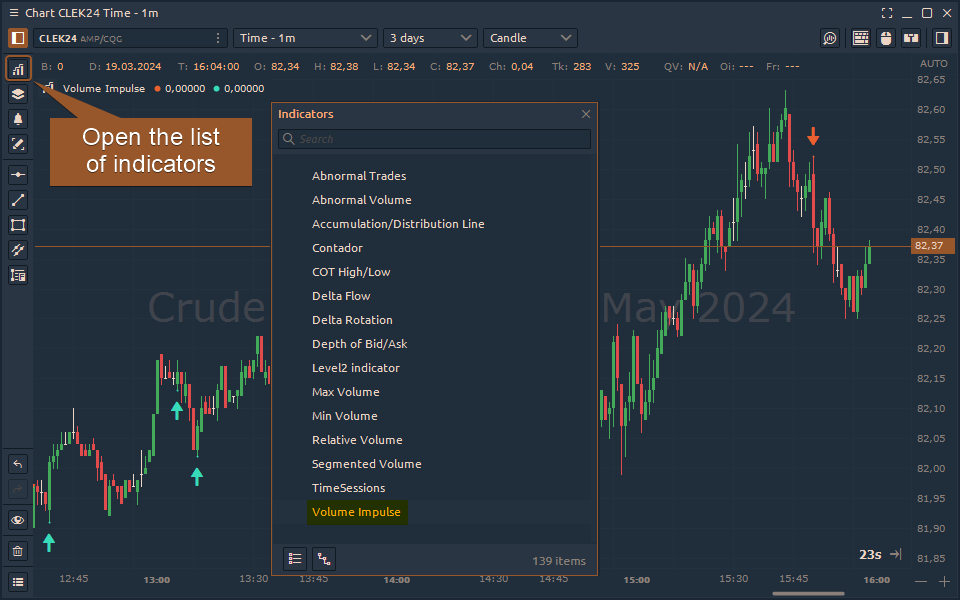 Chart CLEK24 Time - 1m
CLEK24 AMP/CQG
Time - 1m
3 days
Candle
B: 0 D: 19.03.2024 T: 16:04:00 O: 82,34 H: 82,38 L: 82,34 C: 82,37 Ch: 0,04 Tk: 283 V: 325 QV: N/A Oi: --- Fr: ---
AUTO
Volume Impulse 0,00000 0,00000
Open the list
of indicators
Indicators
Search
Abnormal Trades
Abnormal Volume
Accumulation/Distribution Line
Contador
COT High/Low
Delta Flow
Delta Rotation
Depth of Bid/Ask
Level2 indicator
Max Volume
Min Volume
Relative Volume
Segmented Volume
TimeSessions
Volume Impulse
139 items
Crude
May 2024
82,65
82,60
82,55
82,50
82,45
82,40
82,37
82,35
82,30
82,25
82,20
82,15
82,10
82,05
82,00
81,95
81,90
81,85
23s
12:45 13:00 13:30 13:45 14:00 14:30 14:45 15:00 15:30 15:45 16:00